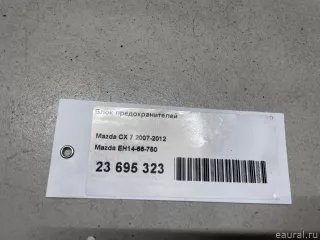 Блок предохранителей
Mazda CX 7 2007-2012
Mazda EH14-66-760
23 695 323
eaural.ru